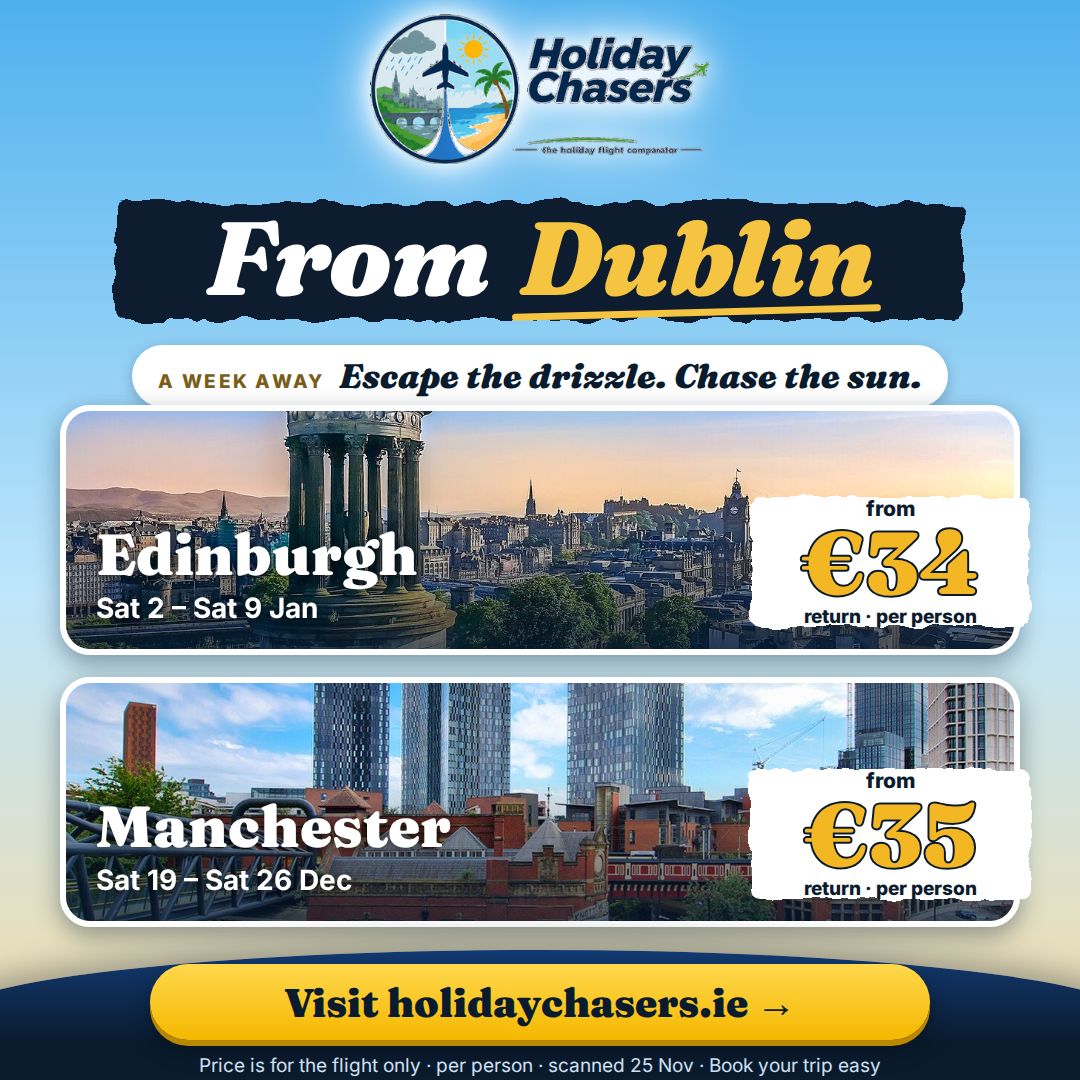 Holiday
Chasers
the holiday flight comparator
From Dublin
A WEEK AWAY Escape the drizzle. Chase the sun.
Edinburgh
Sat 2 – Sat 9 Jan
from
€34
return · per person
Manchester
Sat 19 – Sat 26 Dec
from
€35
return · per person
Visit holidaychasers.ie →
Price is for the flight only · per person · scanned 25 Nov · Book your trip easy